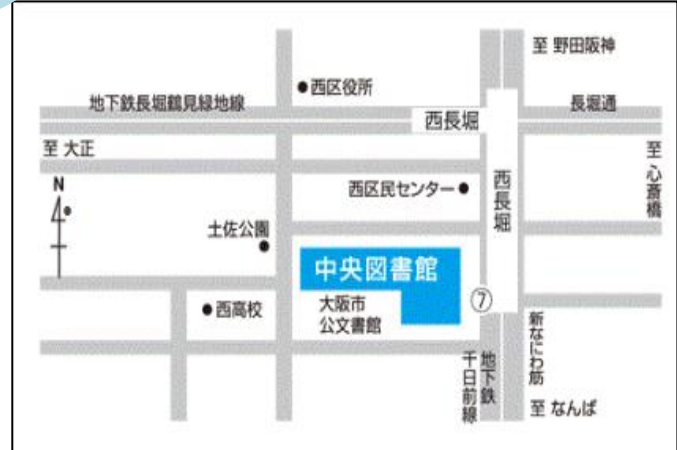 至 野田阪神
西区役所
地下鉄長堀鶴見緑地線
西長堀
長堀通
至 大正
至 心斎橋
N
西区民センター
西長堀
土佐公園
中央図書館
大阪市
公文書館
⑦
西高校
新なにわ筋
地下鉄
千日前線
至 なんば